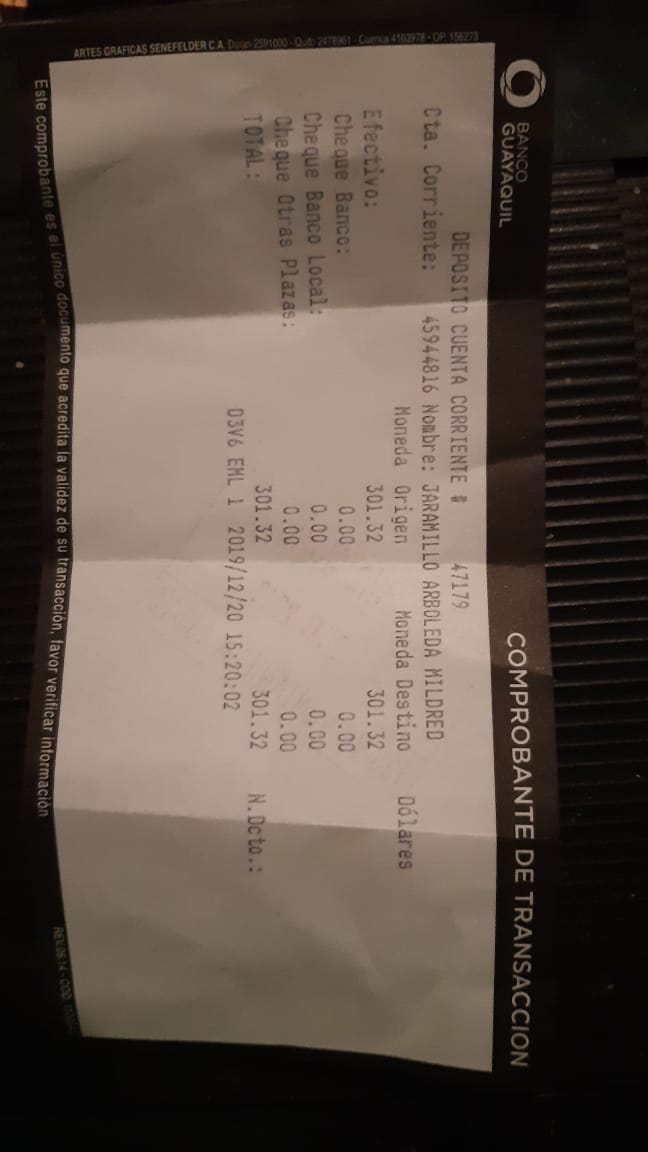 BANCO
GUAYAQUIL
COMPROBANTE DE TRANSACCION
DEPOSITO CUENTA CORRIENTE # 47179
Cta. Corriente: 45944816 Nombre: JARAMILLO ARBOLEDA MILDRED
Moneda Origen Moneda Destino Dólares
Efectivo: 301.32 301.32
Cheque Banco: 0.00 0.00
Cheque Banco Local: 0.00 0.00
Cheque Otras Plazas: 0.00 0.00
TOTAL: 301.32 301.32 N.Dcto.:
03V6 EML 1 2019/12/20 15:20:02
Este comprobante es el único documento que acredita la validez de su transacción, favor verificar información
REV.06.14 - COD.
ARTES GRAFICAS SENEFELDER C.A.